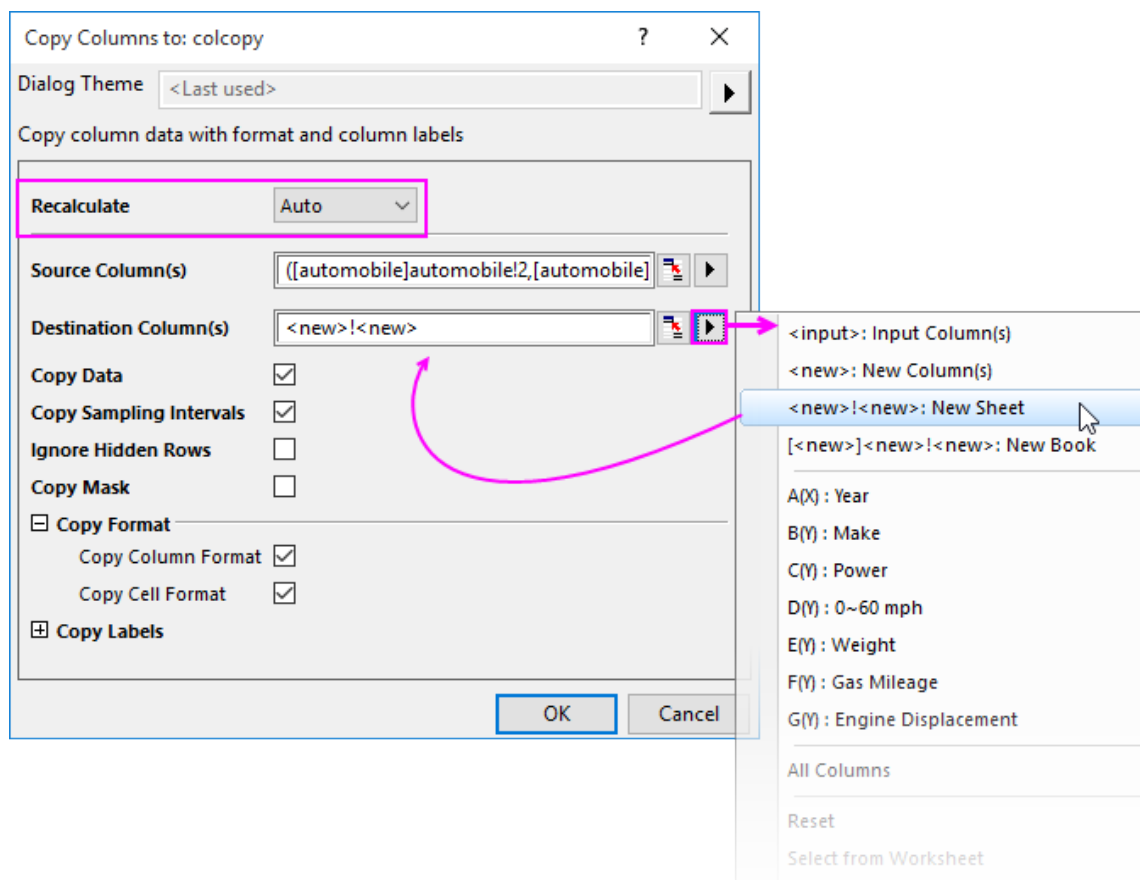 Copy Columns to: colcopy ?
Dialog Theme <Last used>
Copy column data with format and column labels
Recalculate Auto
Source Column(s) ([automobile]automobile!2,[automobile]
Destination Column(s) <new>!<new>
Copy Data
Copy Sampling Intervals
Ignore Hidden Rows
Copy Mask
Copy Format
Copy Column Format
Copy Cell Format
Copy Labels
OK Cancel
<input>: Input Column(s)
<new>: New Column(s)
<new>!<new>: New Sheet
[<new>]<new>!<new>: New Book
A(X) : Year
B(Y) : Make
C(Y) : Power
D(Y) : 0~60 mph
E(Y) : Weight
F(Y) : Gas Mileage
G(Y) : Engine Displacement
All Columns
Reset
Select from Worksheet